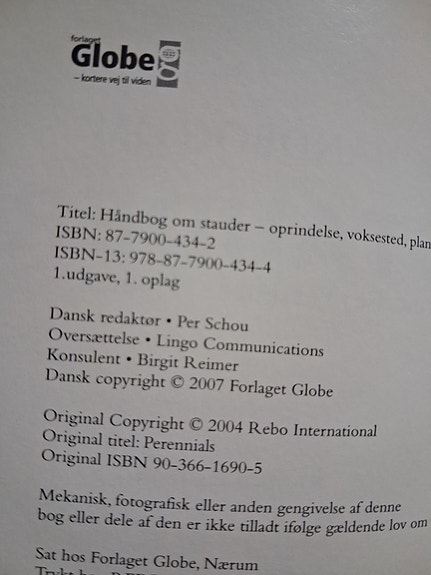 forlaget
Globe
– kortere vej til viden
Titel: Håndbog om stauder – oprindelse, voksested, plan
ISBN: 87-7900-434-2
ISBN-13: 978-87-7900-434-4
1.udgave, 1. oplag
Dansk redaktør • Per Schou
Oversættelse • Lingo Communications
Konsulent • Birgit Reimer
Dansk copyright © 2007 Forlaget Globe
Original Copyright © 2004 Rebo International
Original titel: Perennials
Original ISBN 90-366-1690-5
Mekanisk, fotografisk eller anden gengivelse af denne
bog eller dele af den er ikke tilladt ifølge gældende lov om
Sat hos Forlaget Globe, Nærum